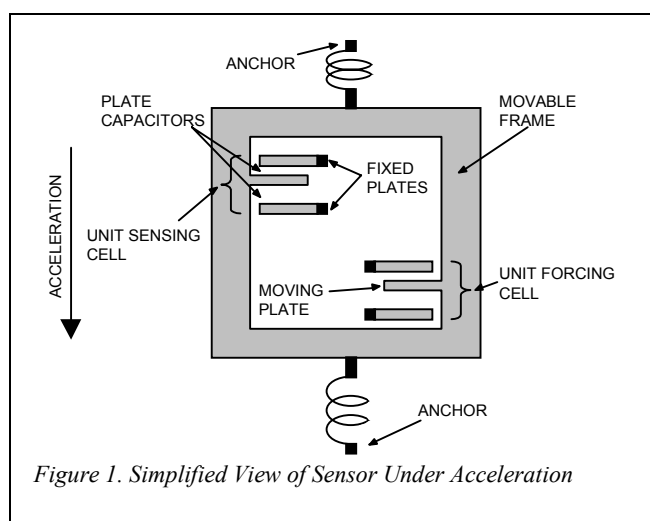 ANCHOR
PLATE
CAPACITORS
MOVABLE
FRAME
FIXED
PLATES
UNIT SENSING
CELL
ACCELERATION
MOVING
PLATE
UNIT FORCING
CELL
ANCHOR
Figure 1. Simplified View of Sensor Under Acceleration